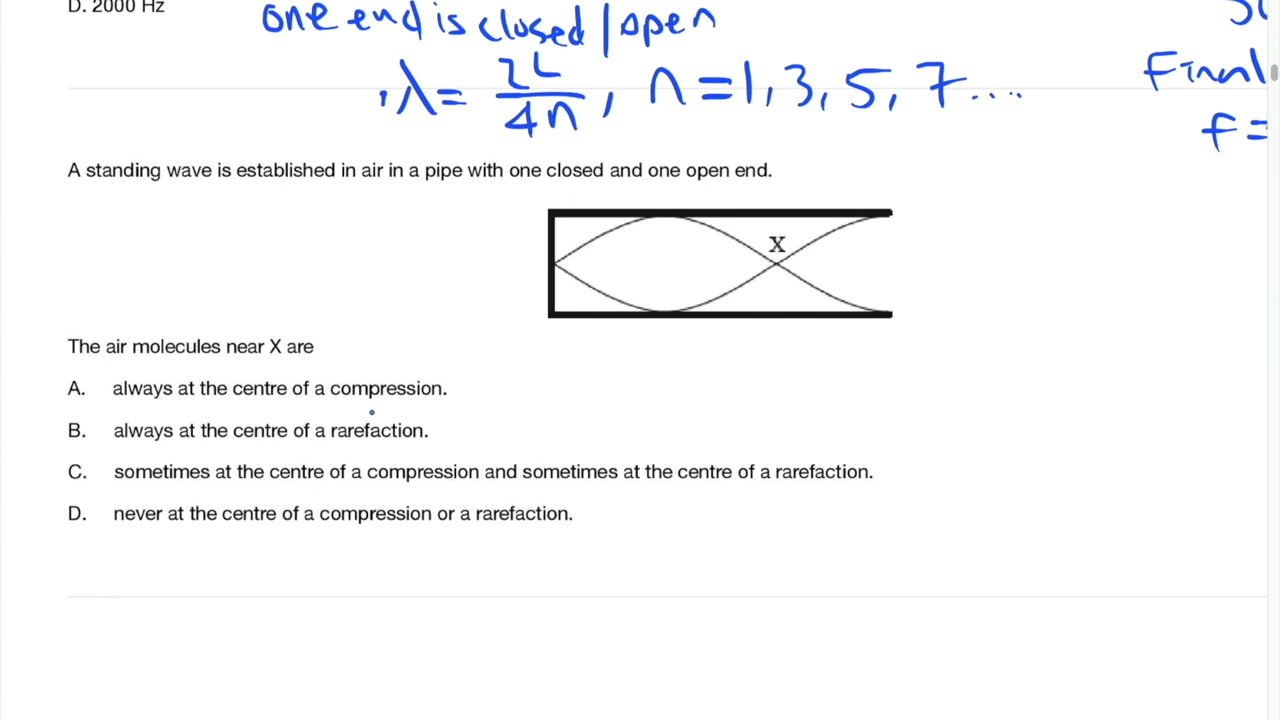 D. 2000 Hz
one end is closed / open
λ = 2L / 4n , n = 1, 3, 5, 7 ....
Final
f =
A standing wave is established in air in a pipe with one closed and one open end.
X
The air molecules near X are
A. always at the centre of a compression.
B. always at the centre of a rarefaction.
C. sometimes at the centre of a compression and sometimes at the centre of a rarefaction.
D. never at the centre of a compression or a rarefaction.